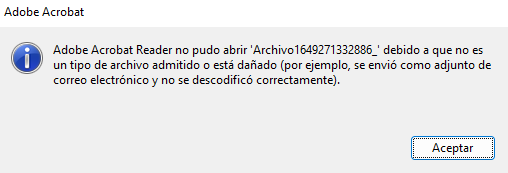 Adobe Acrobat
Adobe Acrobat Reader no pudo abrir 'Archivo1649271332886_' debido a que no es
un tipo de archivo admitido o está dañado (por ejemplo, se envió como adjunto de
correo electrónico y no se descodificó correctamente).
Aceptar